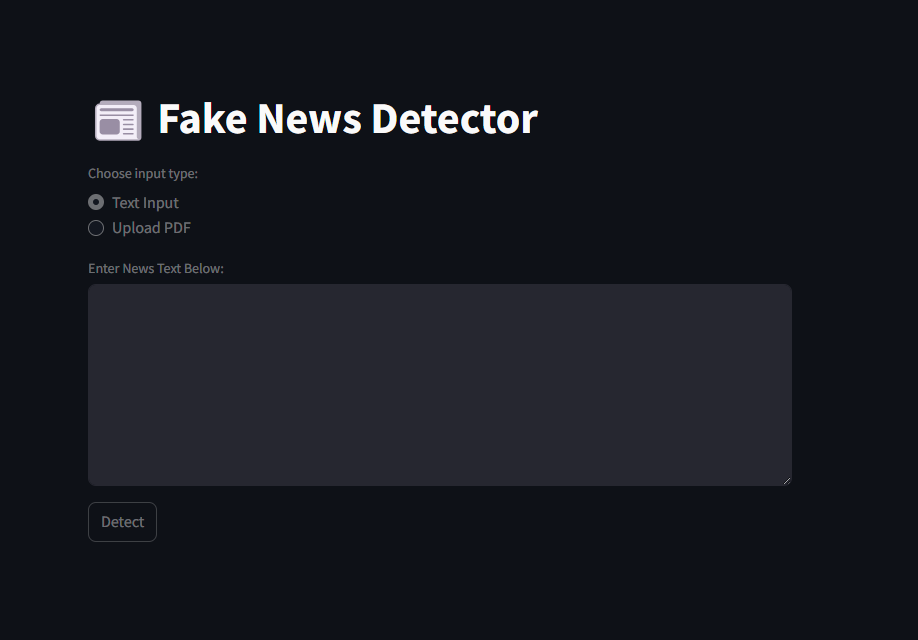 Fake News Detector
Choose input type:
Text Input
Upload PDF
Enter News Text Below:
Detect